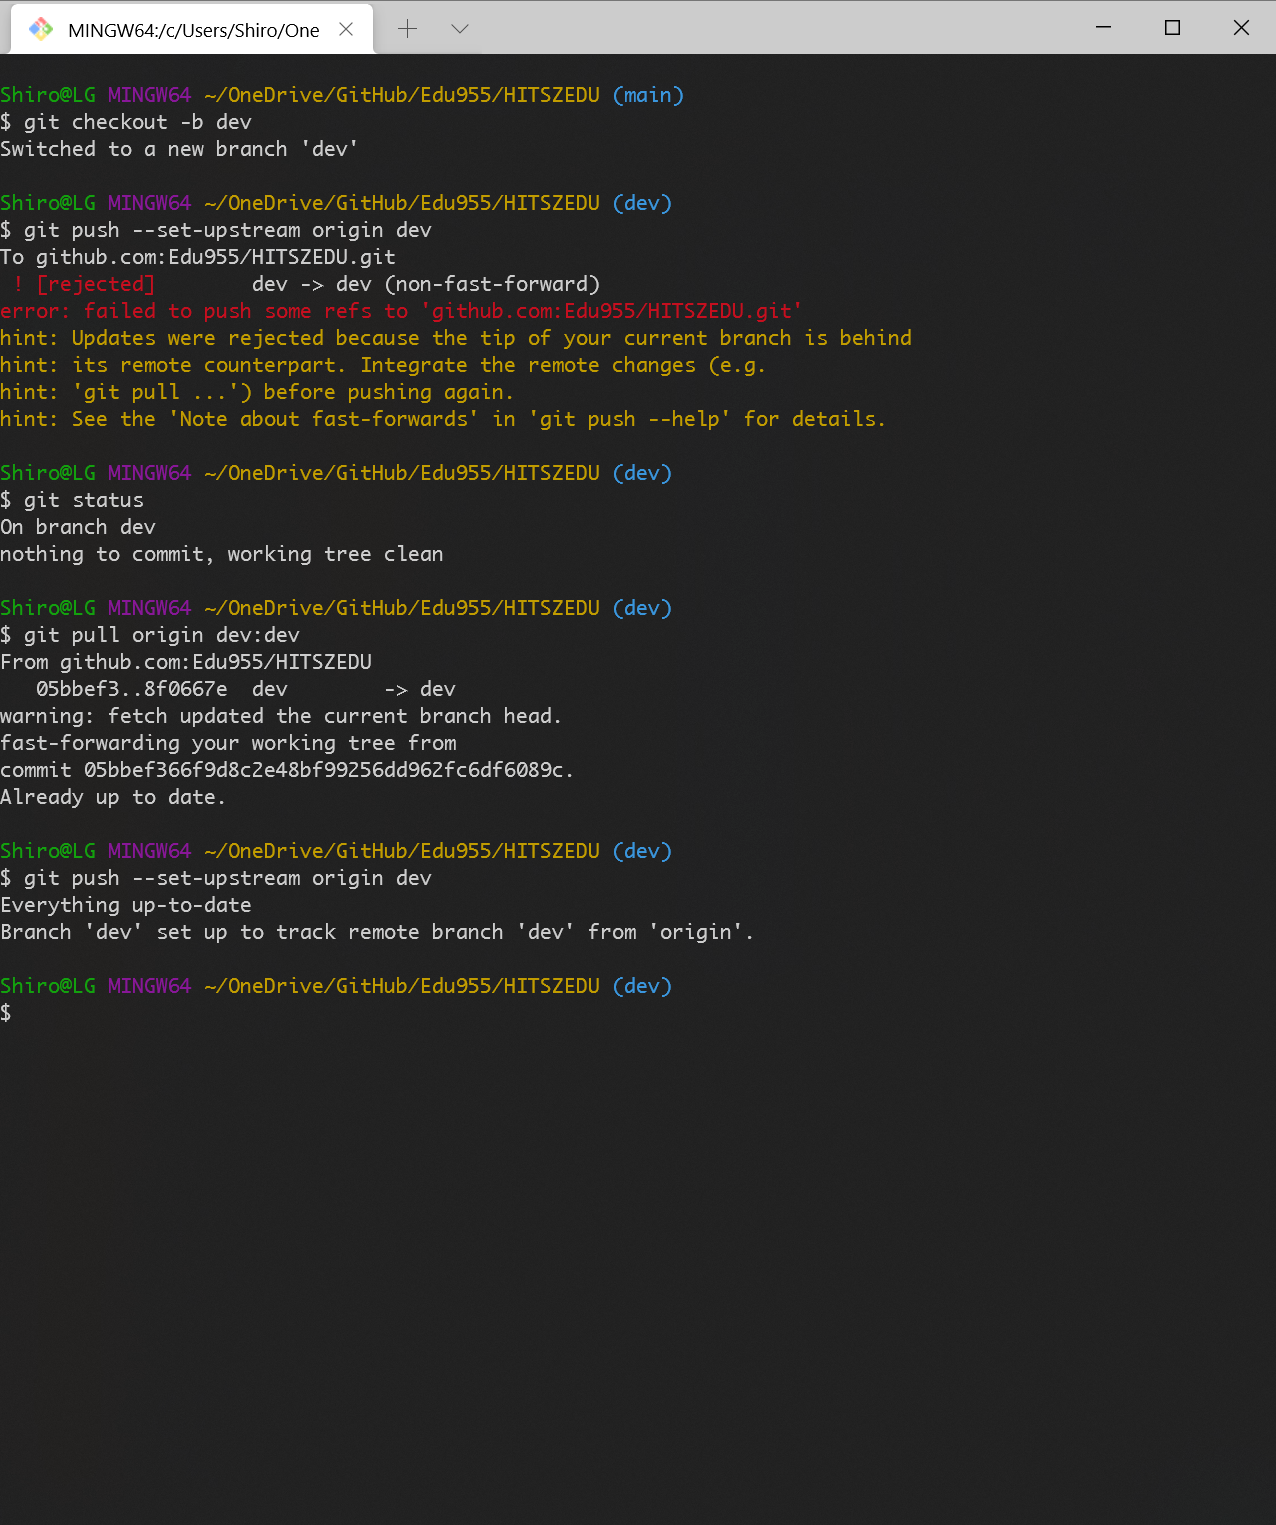 MINGW64:/c/Users/Shiro/One
Shiro@LG MINGW64 ~/OneDrive/GitHub/Edu955/HITSZEDU (main)
$ git checkout -b dev
Switched to a new branch 'dev'
Shiro@LG MINGW64 ~/OneDrive/GitHub/Edu955/HITSZEDU (dev)
$ git push --set-upstream origin dev
To github.com:Edu955/HITSZEDU.git
 ! [rejected]        dev -> dev (non-fast-forward)
error: failed to push some refs to 'github.com:Edu955/HITSZEDU.git'
hint: Updates were rejected because the tip of your current branch is behind
hint: its remote counterpart. Integrate the remote changes (e.g.
hint: 'git pull ...') before pushing again.
hint: See the 'Note about fast-forwards' in 'git push --help' for details.
Shiro@LG MINGW64 ~/OneDrive/GitHub/Edu955/HITSZEDU (dev)
$ git status
On branch dev
nothing to commit, working tree clean
Shiro@LG MINGW64 ~/OneDrive/GitHub/Edu955/HITSZEDU (dev)
$ git pull origin dev:dev
From github.com:Edu955/HITSZEDU
   05bbef3..8f0667e  dev        -> dev
warning: fetch updated the current branch head.
fast-forwarding your working tree from
commit 05bbef366f9d8c2e48bf99256dd962fc6df6089c.
Already up to date.
Shiro@LG MINGW64 ~/OneDrive/GitHub/Edu955/HITSZEDU (dev)
$ git push --set-upstream origin dev
Everything up-to-date
Branch 'dev' set up to track remote branch 'dev' from 'origin'.
Shiro@LG MINGW64 ~/OneDrive/GitHub/Edu955/HITSZEDU (dev)
$